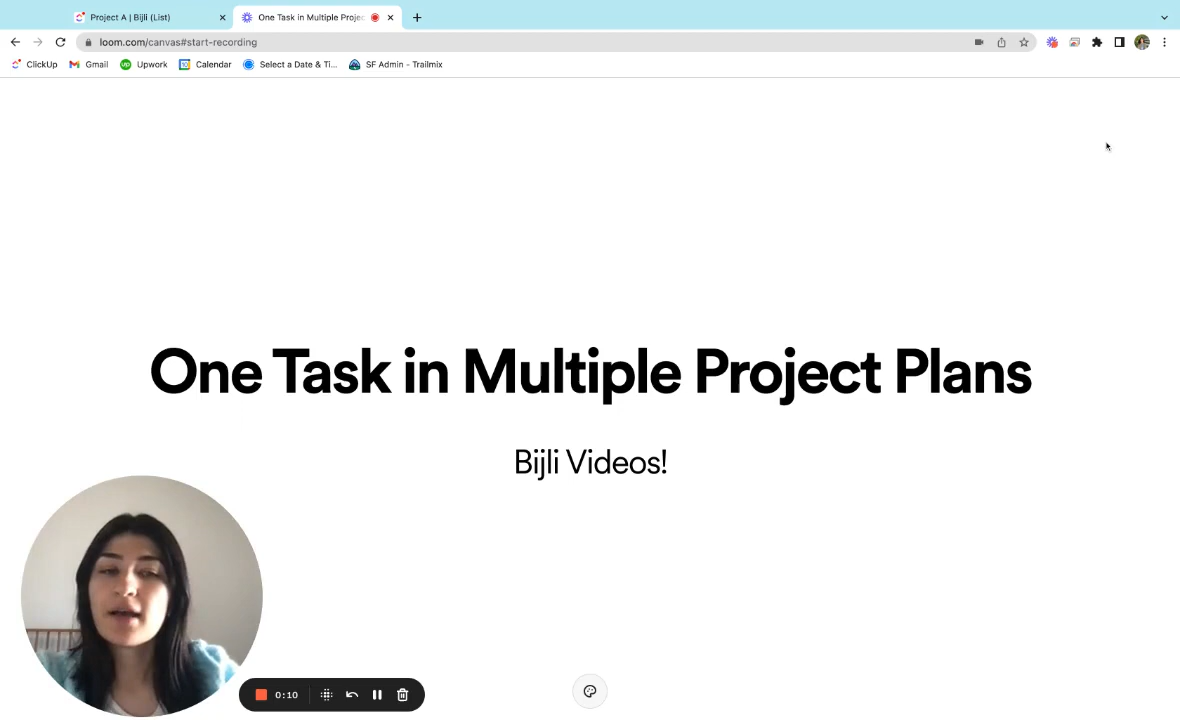 Project A | Bijli (List)
One Task in Multiple Projec
loom.com/canvas#start-recording
ClickUp
Gmail
Upwork
Calendar
Select a Date & Ti...
SF Admin - Trailmix
One Task in Multiple Project Plans
Bijli Videos!
0:10